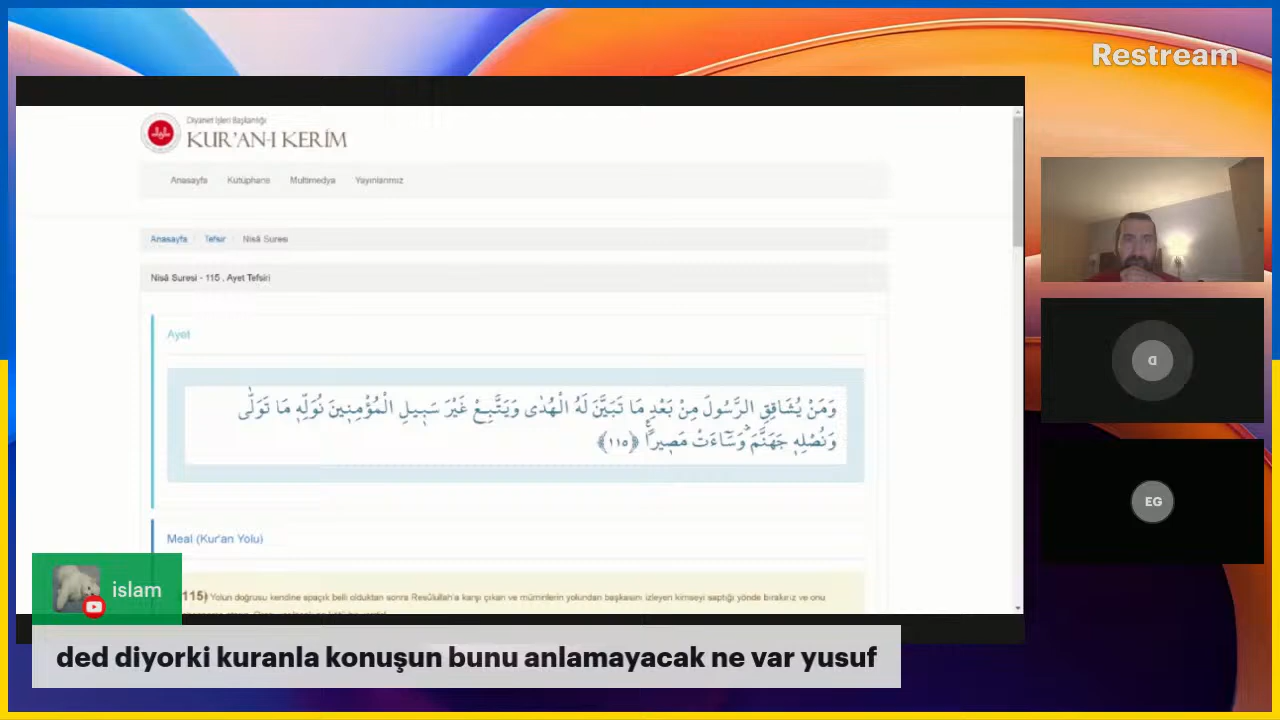 Restream
Diyanet İşleri Başkanlığı
KUR'AN-I KERİM
Anasayfa Kütüphane Multimedya Yayınlarımız
Anasayfa Tefsir Nisâ Suresi
Nisâ Suresi - 115 . Ayet Tefsiri
Ayet
وَمَنْ يُشَاقِقِ الرَّسُولَ مِنْ بَعْدِ مَا تَبَيَّنَ لَهُ الْهُدٰى وَيَتَّبِعْ غَيْرَ سَب۪يلِ الْمُؤْمِن۪ينَ نُوَلِّه۪ مَا تَوَلّٰى
وَنُصْلِه۪ جَهَنَّمَۜ وَسَٓاءَتْ مَص۪يراً۟ ﴿١١٥﴾
Meal (Kur'an Yolu)
115) Yolun doğrusu kendine apaçık belli olduktan sonra Resûlullah'a karşı çıkan ve müminlerin yolundan başkasını izleyen kimseyi saptığı yönde bırakırız ve onu
islam
ded diyorki kuranla konuşun bunu anlamayacak ne var yusuf
a
EG